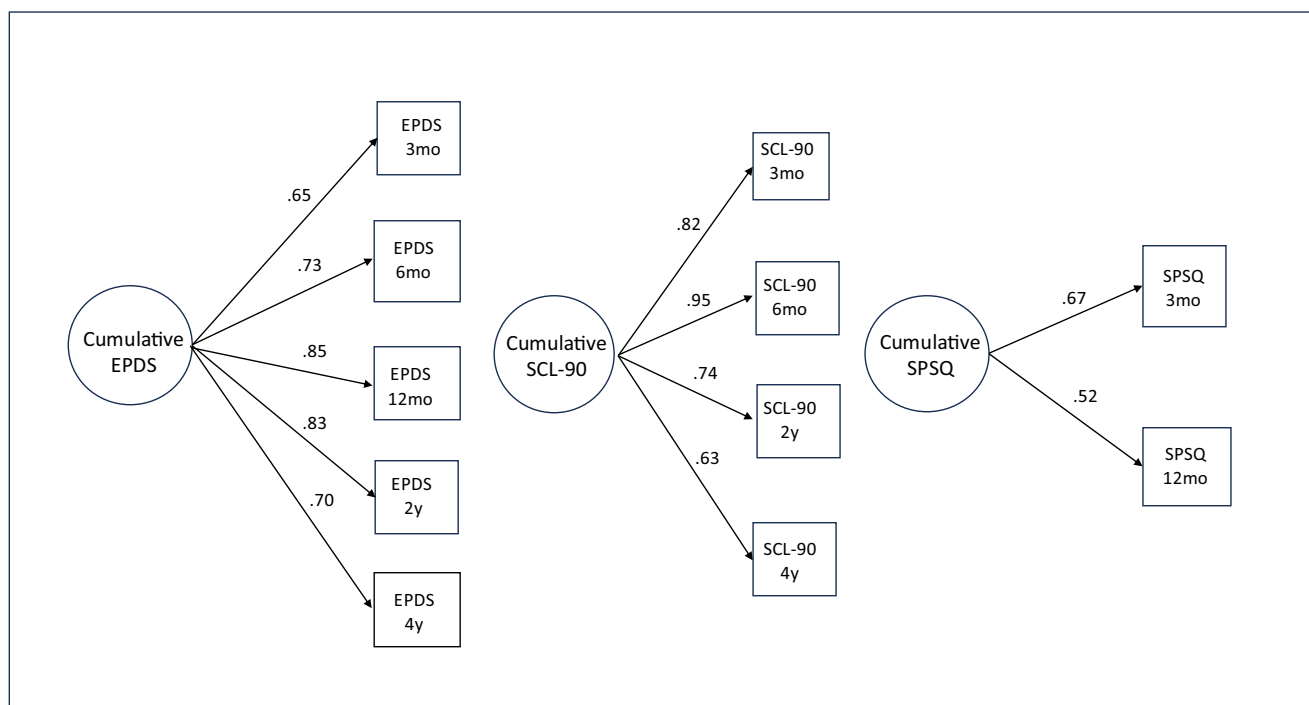 EPDS
3mo
.65
EPDS
6mo
.73
Cumulative
EPDS
.85
EPDS
12mo
.83
EPDS
2y
.70
EPDS
4y
SCL-90
3mo
.82
SCL-90
6mo
.95
Cumulative
SCL-90
.74
SCL-90
2y
.63
SCL-90
4y
SPSQ
3mo
.67
Cumulative
SPSQ
.52
SPSQ
12mo